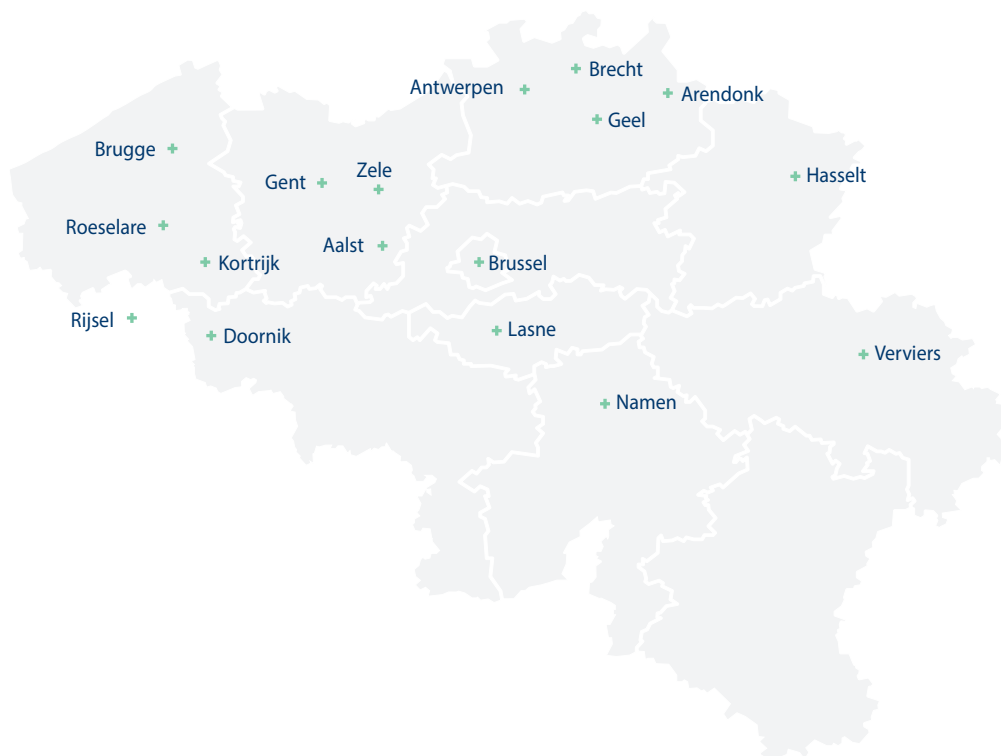 Brecht
Antwerpen
Arendonk
Geel
Brugge
Zele
Gent
Hasselt
Roeselare
Aalst
Kortrijk
Brussel
Rijsel
Doornik
Lasne
Verviers
Namen